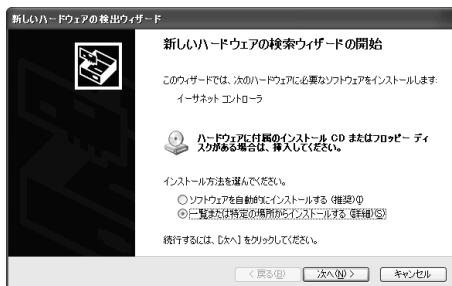 新しいハードウェアの検出ウィザード
新しいハードウェアの検索ウィザードの開始
このウィザードでは、次のハードウェアに必要なソフトウェアをインストールします:
イーサネット コントローラ
ハードウェアに付属のインストール CD またはフロッピー ディ
スクがある場合は、挿入してください。
インストール方法を選んでください。
ソフトウェアを自動的にインストールする (推奨)(I)
一覧または特定の場所からインストールする (詳細)(S)
続行するには、[次へ] をクリックしてください。
< 戻る(B) 次へ(N) > キャンセル